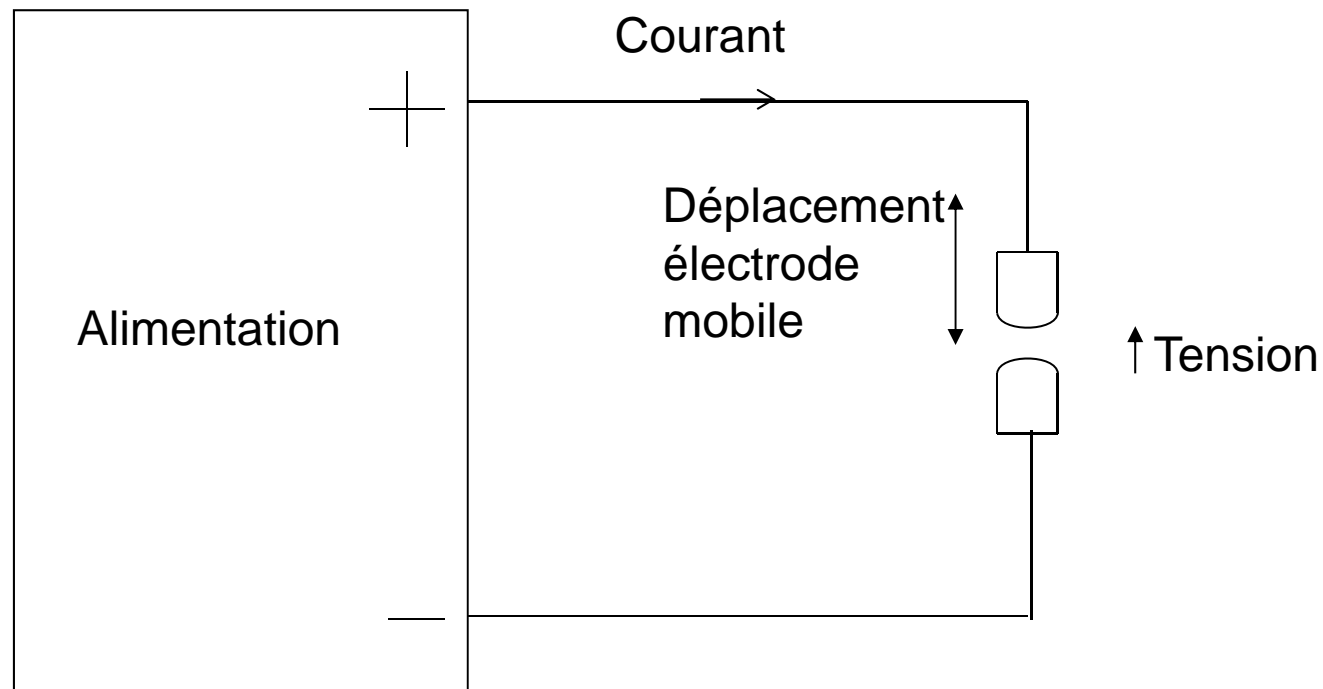 Courant
+
Déplacement
électrode
mobile
Alimentation
Tension
—